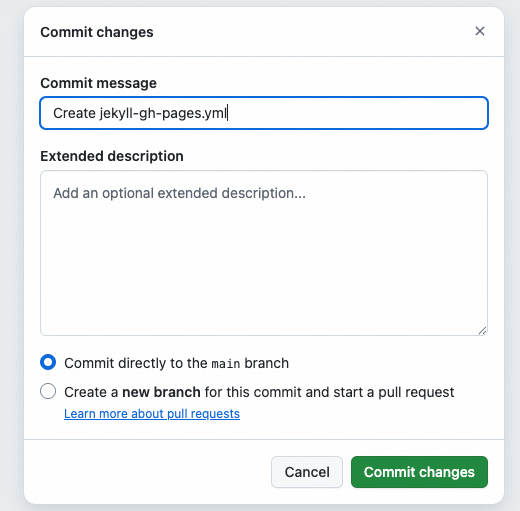 Commit changes
Commit message
Create jekyll-gh-pages.yml
Extended description
Add an optional extended description...
Commit directly to the main branch
Create a new branch for this commit and start a pull request
Learn more about pull requests
Cancel
Commit changes